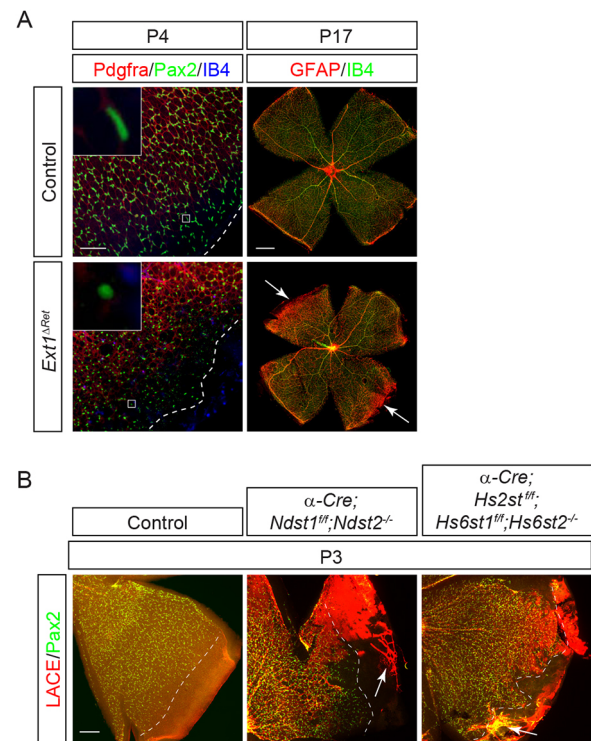 A
P4
P17
Pdgfra/Pax2/IB4
GFAP/IB4
Control
Ext1ΔRet
B
Control
α-Cre;
Ndst1f/f;Ndst2-/-
α-Cre;
Hs2stf/f;
Hs6st1f/f;Hs6st2-/-
P3
LACE/Pax2